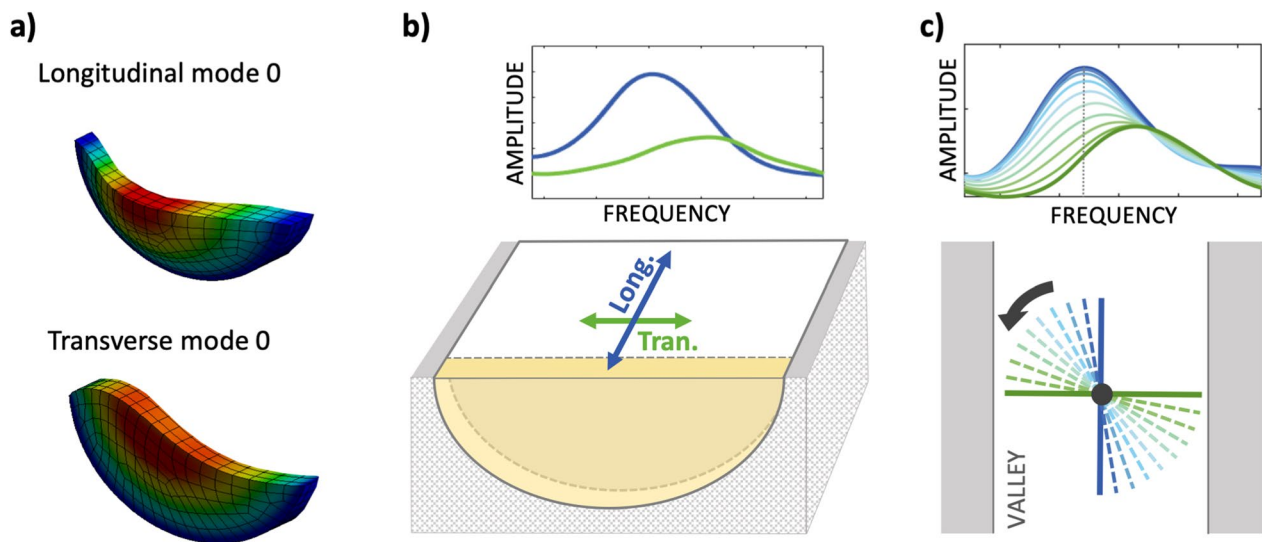 a)
Longitudinal mode 0
Transverse mode 0
b)
AMPLITUDE
FREQUENCY
Long.
Tran.
c)
AMPLITUDE
FREQUENCY
VALLEY